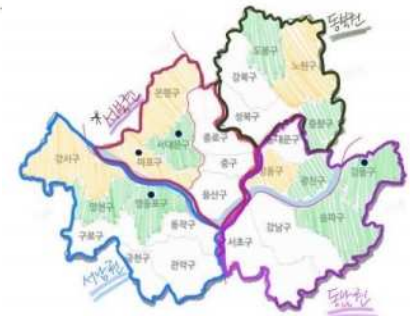 동북권
도봉구
노원구
강북구
은평구
*서북권
성북구
중랑구
서대문구
종로구
동대문구
강서구
마포구
중구
성동구
광진구
강동구
용산구
양천구
영등포구
송파구
동작구
강남구
구로구
서초구
금천구
관악구
서남권
동남권